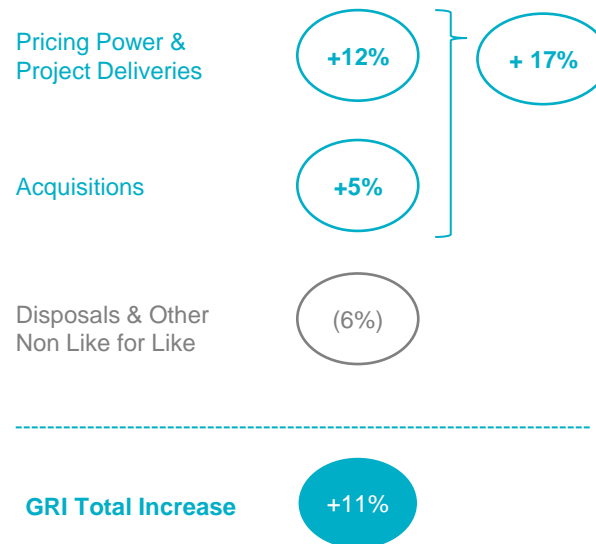 Pricing Power &
Project Deliveries
+12%
+ 17%
Acquisitions
+5%
Disposals & Other
Non Like for Like
(6%)
GRI Total Increase
+11%